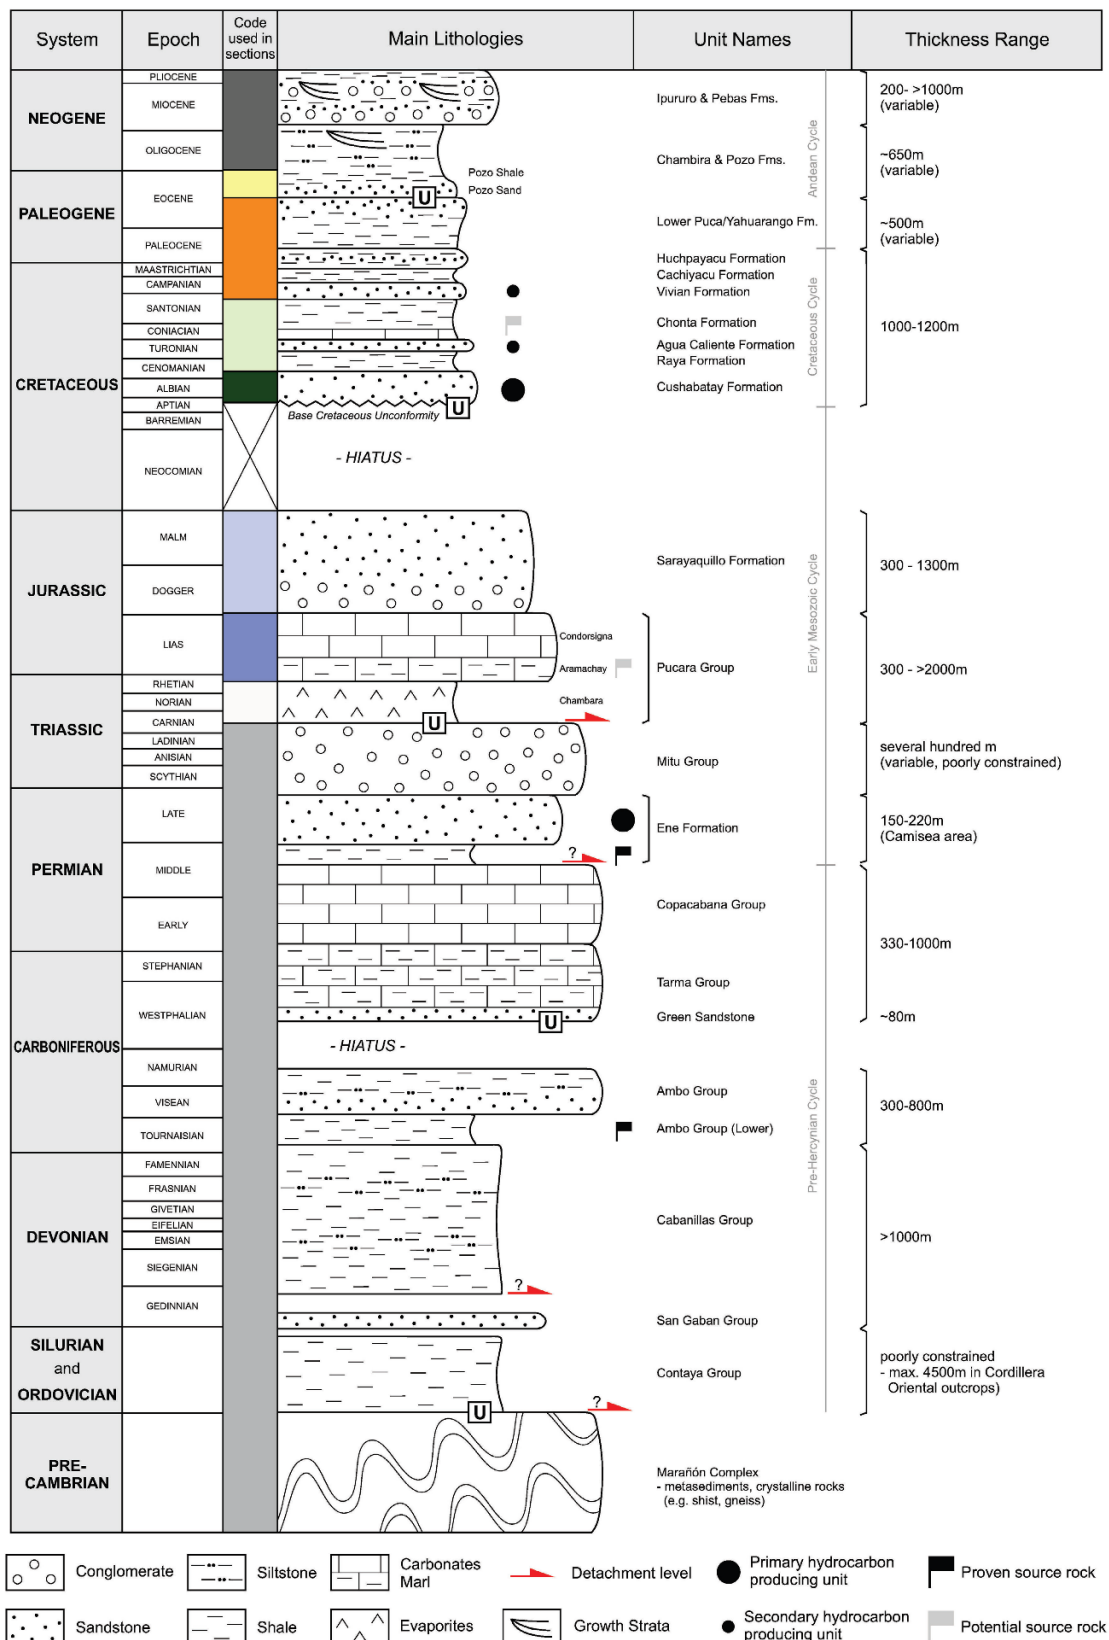 System
Epoch
Code
used in
sections
Main Lithologies
Unit Names
Thickness Range
NEOGENE
PALEOGENE
CRETACEOUS
JURASSIC
TRIASSIC
PERMIAN
CARBONIFEROUS
DEVONIAN
SILURIAN
and
ORDOVICIAN
PRE-
CAMBRIAN
PLIOCENE
MIOCENE
OLIGOCENE
EOCENE
PALEOCENE
MAASTRICHTIAN
CAMPANIAN
SANTONIAN
CONIACIAN
TURONIAN
CENOMANIAN
ALBIAN
APTIAN
BARREMIAN
NEOCOMIAN
MALM
DOGGER
LIAS
RHETIAN
NORIAN
CARNIAN
LADINIAN
ANISIAN
SCYTHIAN
LATE
MIDDLE
EARLY
STEPHANIAN
WESTPHALIAN
NAMURIAN
VISEAN
TOURNAISIAN
FAMENNIAN
FRASNIAN
GIVETIAN
EIFELIAN
EMSIAN
SIEGENIAN
GEDINNIAN
Pozo Shale
Pozo Sand
U
U
Base Cretaceous Unconformity
- HIATUS -
Condorsigna
Aramachay
Chambara
U
?
U
- HIATUS -
?
?
U
Ipururo & Pebas Fms.
Chambira & Pozo Fms.
Lower Puca/Yahuarango Fm.
Huchpayacu Formation
Cachiyacu Formation
Vivian Formation
Chonta Formation
Agua Caliente Formation
Raya Formation
Cushabatay Formation
Sarayaquillo Formation
Pucara Group
Mitu Group
Ene Formation
Copacabana Group
Tarma Group
Green Sandstone
Ambo Group
Ambo Group (Lower)
Cabanillas Group
San Gaban Group
Contaya Group
Marañón Complex
- metasediments, crystalline rocks
(e.g. shist, gneiss)
Andean Cycle
Cretaceous Cycle
Early Mesozoic Cycle
Pre-Hercynian Cycle
200- >1000m
(variable)
~650m
(variable)
~500m
(variable)
1000-1200m
300 - 1300m
300 - >2000m
several hundred m
(variable, poorly constrained)
150-220m
(Camisea area)
330-1000m
~80m
300-800m
>1000m
poorly constrained
- max. 4500m in Cordillera
Oriental outcrops)
Conglomerate
Siltstone
Carbonates
Marl
Detachment level
Primary hydrocarbon
producing unit
Proven source rock
Sandstone
Shale
Evaporites
Growth Strata
Secondary hydrocarbon
producing unit
Potential source rock